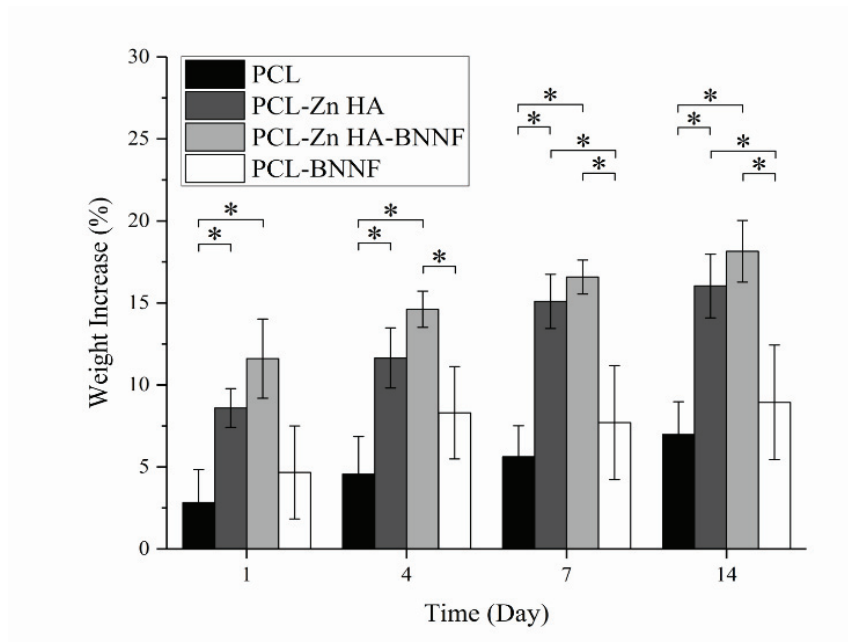 30
25
20
15
10
5
0
Weight Increase (%)
PCL
PCL-Zn HA
PCL-Zn HA-BNNF
PCL-BNNF
* * * *
* * * *
* *
* * *
1 4 7 14
Time (Day)